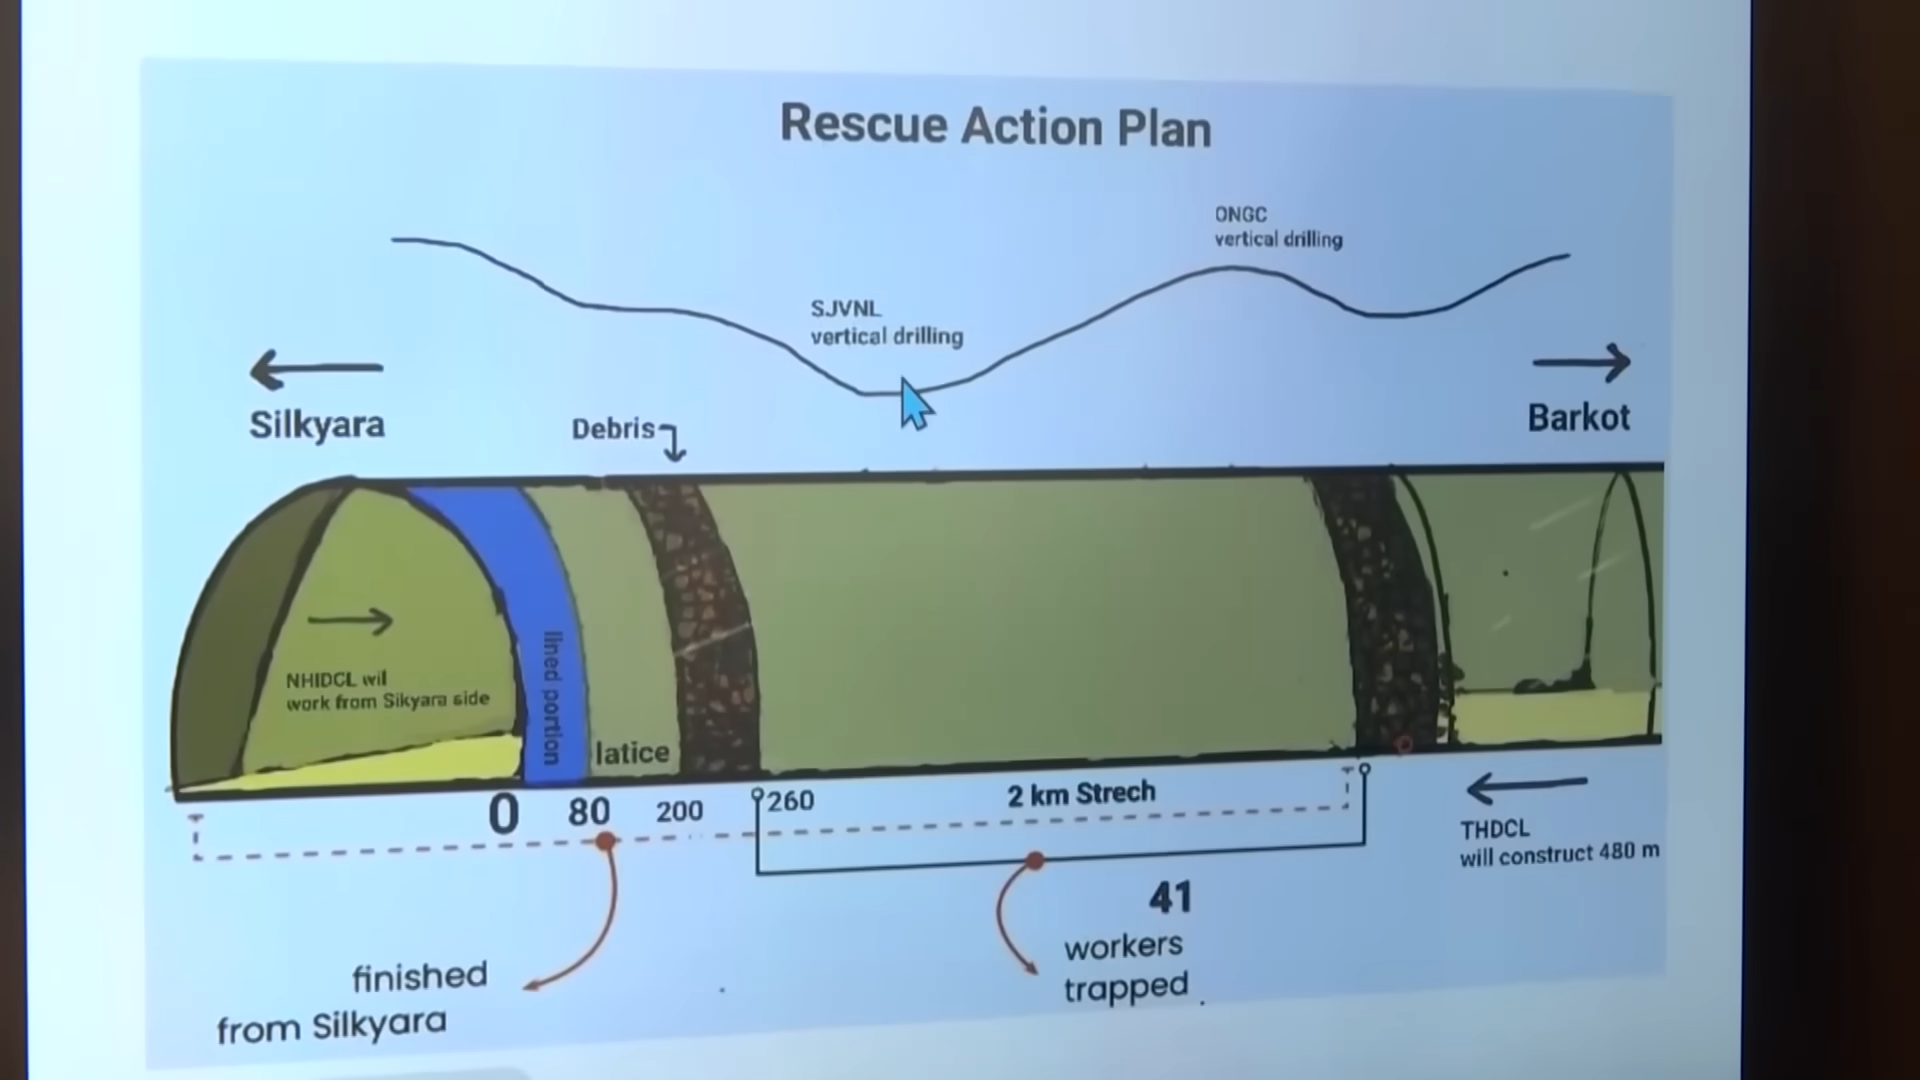 Rescue Action Plan
ONGC
vertical drilling
SJVNL
vertical drilling
Silkyara
Debris
Barkot
NHIDCL wil
work from Sikyara side
lined portion
latice
0
80
200
260
2 km Strech
THDCL
will construct 480 m
41
workers
trapped
finished
from Silkyara